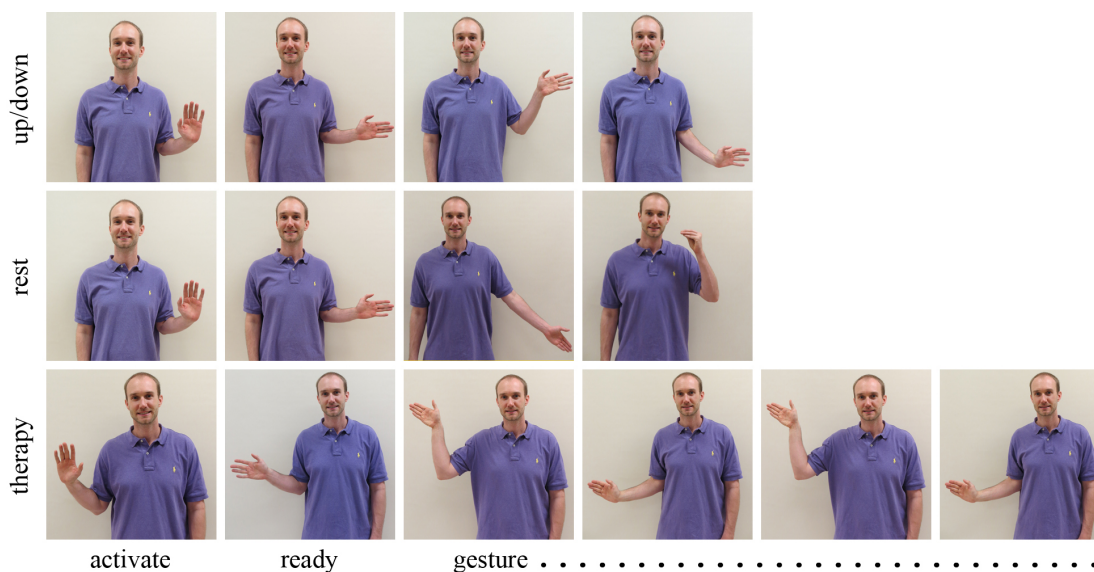 up/down
rest
therapy
activate ready gesture . . . . . . . . . . . . . . . . . . . . . . . . . . . . . .